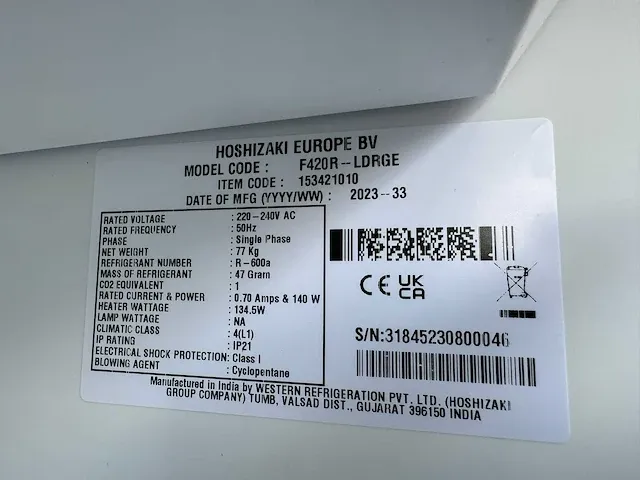 HOSHIZAKI EUROPE BV
MODEL CODE : F420R-LDRGE
ITEM CODE : 153421010
DATE OF MFG (YYYY/WW) : 2023-33
RATED VOLTAGE : 220-240V AC
RATED FREQUENCY : 50Hz
PHASE : Single Phase
NET WEIGHT : 77 Kg
REFRIGERANT NUMBER : R-600a
MASS OF REFRIGERANT : 47 Gram
CO2 EQUIVALENT : 1
RATED CURRENT & POWER : 0.70 Amps & 140 W
HEATER WATTAGE : 134.5W
LAMP WATTAGE : NA
CLIMATIC CLASS : 4(L1)
IP RATING : IP21
ELECTRICAL SHOCK PROTECTION: Class I
BLOWING AGENT : Cyclopentane
CE UK CA
S/N:31845230800046
Manufactured in India by WESTERN REFRIGERATION PVT. LTD. (HOSHIZAKI
GROUP COMPANY) TUMB, VALSAD DIST., GUJARAT 396150 INDIA